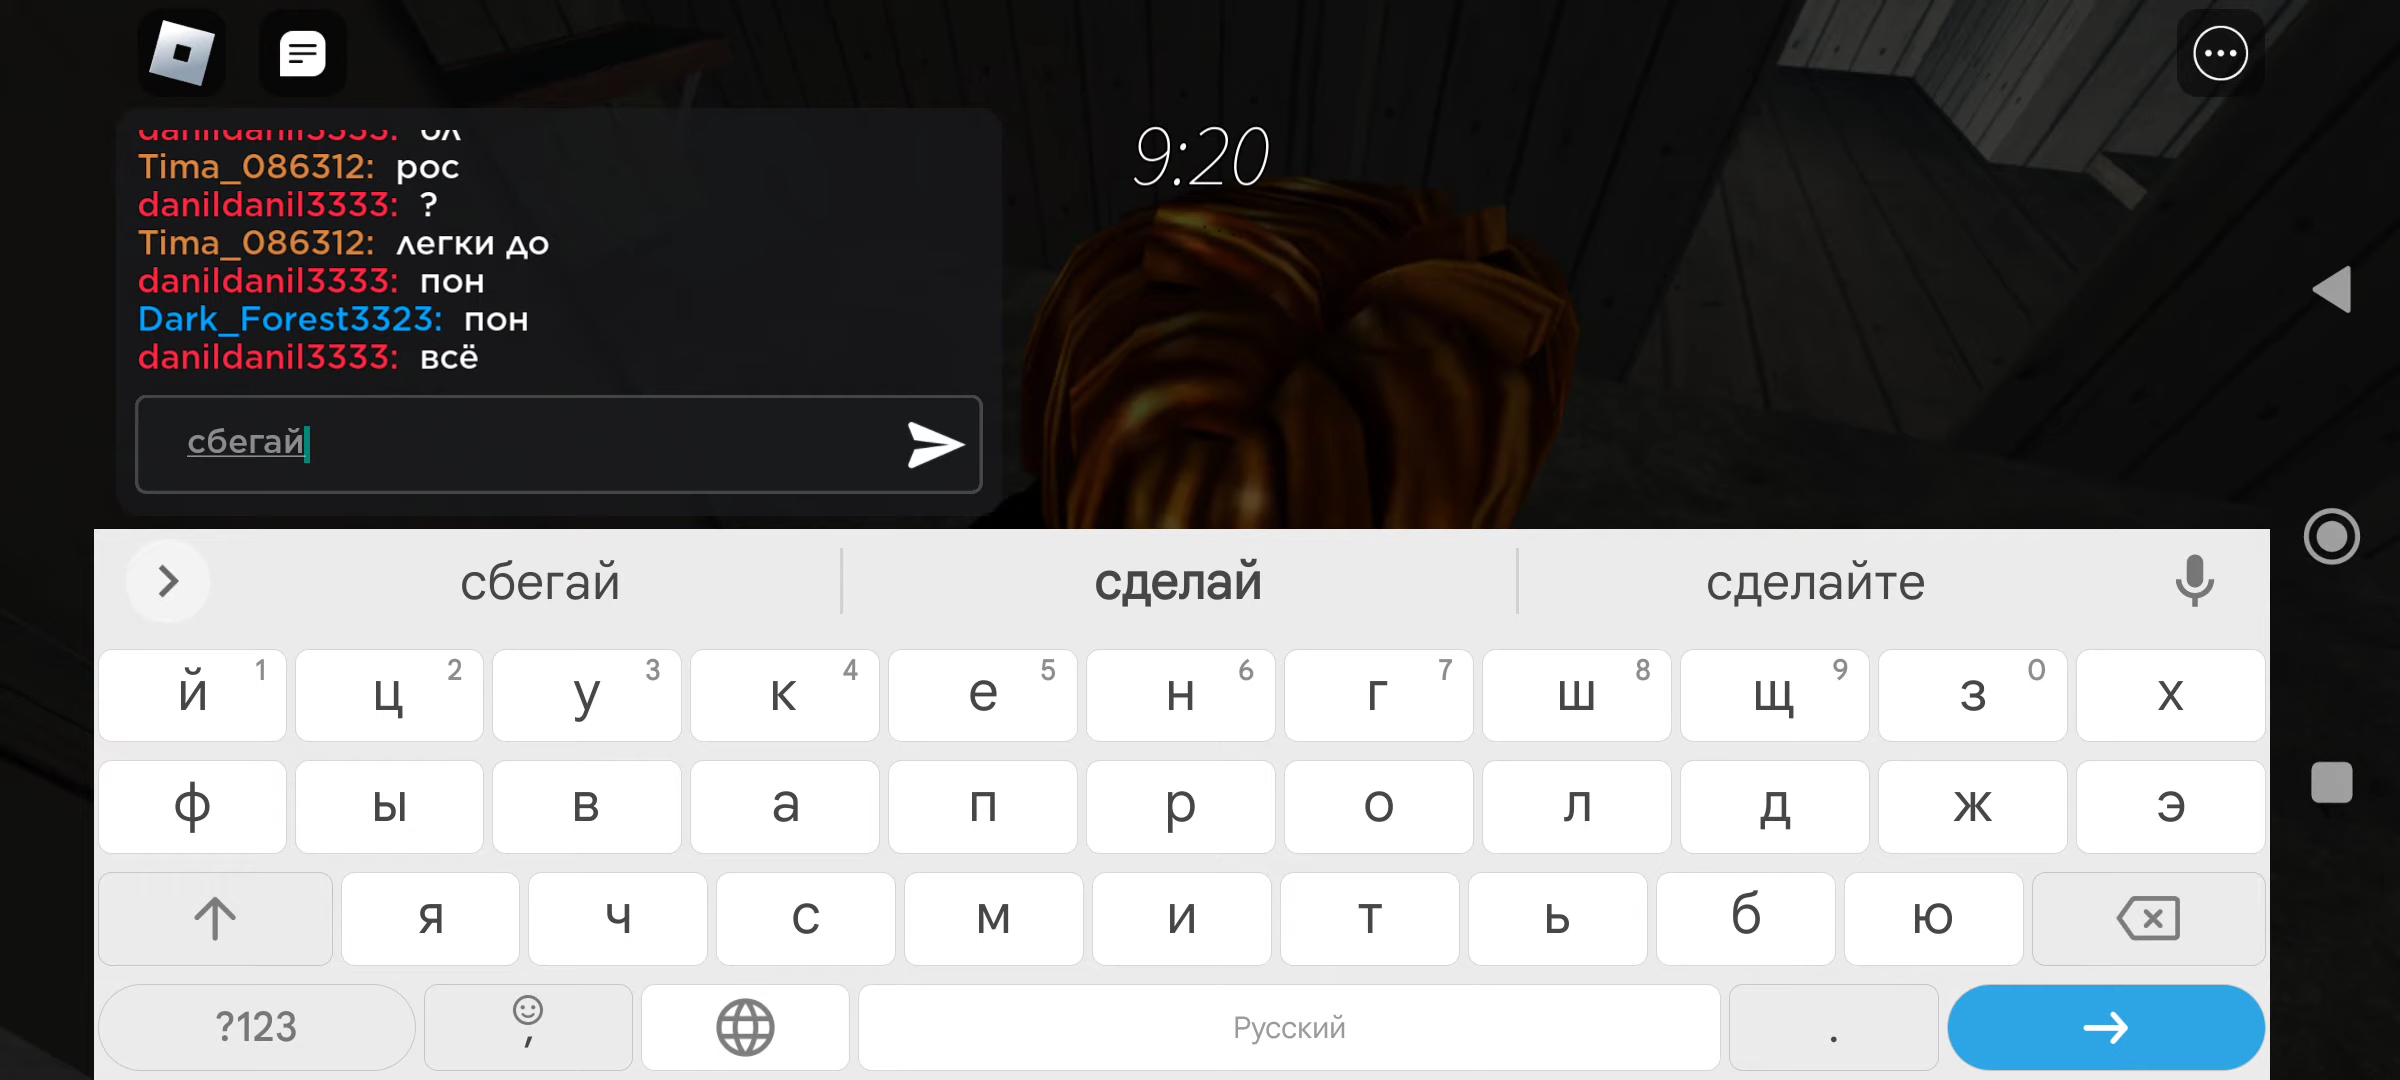 Tima_086312: рос
danildanil3333: ?
Tima_086312: легки до
danildanil3333: пон
Dark_Forest3323: пон
danildanil3333: всё
9:20
сбегай
сбегай сделай сделайте
й 1 ц 2 у 3 к 4 е 5 н 6 г 7 ш 8 щ 9 з 0 х
ф ы в а п р о л д ж э
я ч с м и т ь б ю
?123 , Русский .